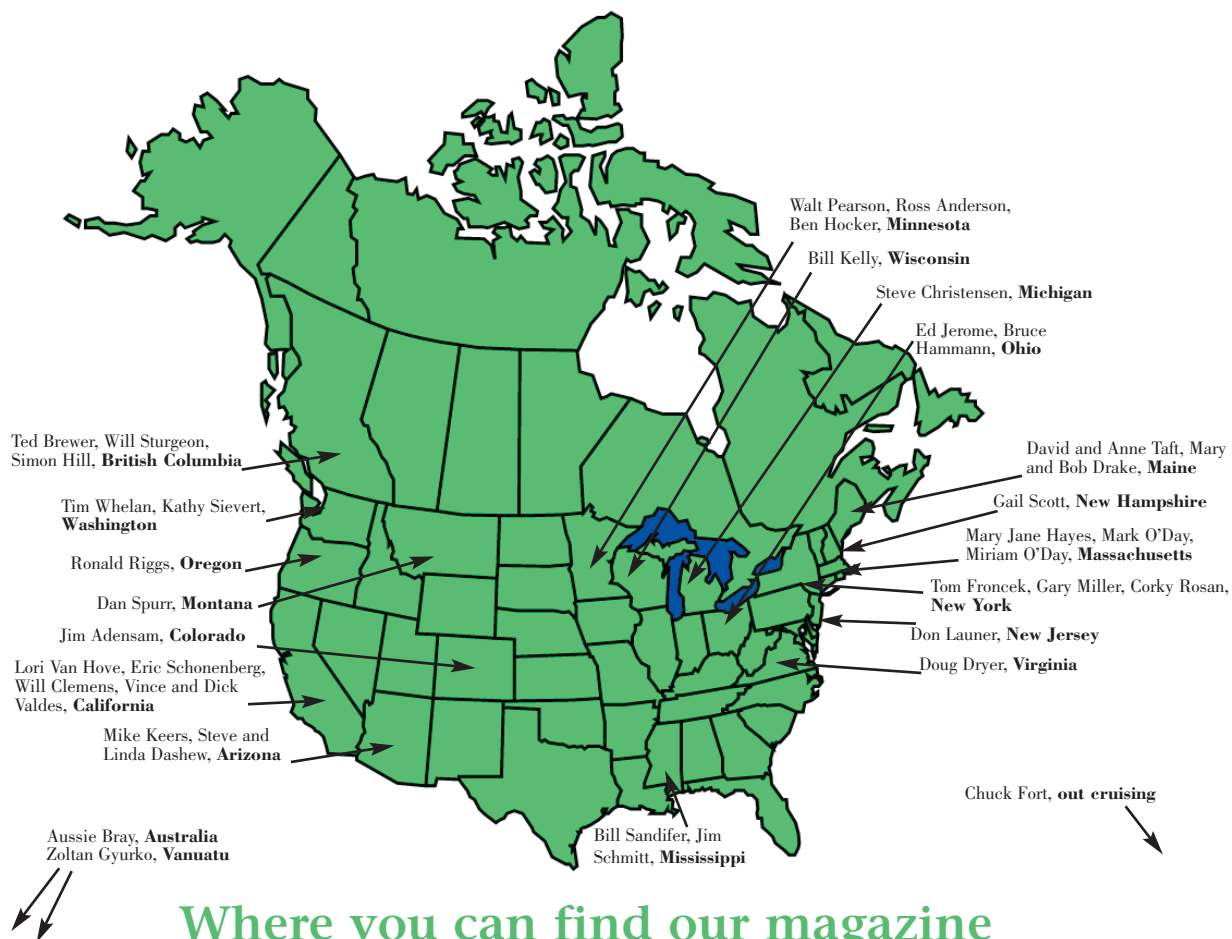 Walt Pearson, Ross Anderson,
Ben Hocker, Minnesota
Bill Kelly, Wisconsin
Steve Christensen, Michigan
Ed Jerome, Bruce
Hammann, Ohio
Ted Brewer, Will Sturgeon,
Simon Hill, British Columbia
Tim Whelan, Kathy Sievert,
Washington
Ronald Riggs, Oregon
Dan Spurr, Montana
Jim Adensam, Colorado
Lori Van Hove, Eric Schonenberg,
Will Clemens, Vince and Dick
Valdes, California
Mike Keers, Steve and
Linda Dashew, Arizona
David and Anne Taft, Mary
and Bob Drake, Maine
Gail Scott, New Hampshire
Mary Jane Hayes, Mark O’Day,
Miriam O’Day, Massachusetts
Tom Froncek, Gary Miller, Corky Rosan,
New York
Don Launer, New Jersey
Doug Dryer, Virginia
Chuck Fort, out cruising
Bill Sandifer, Jim
Schmitt, Mississippi
Aussie Bray, Australia
Zoltan Gyurko, Vanuatu
Where you can find our magazine